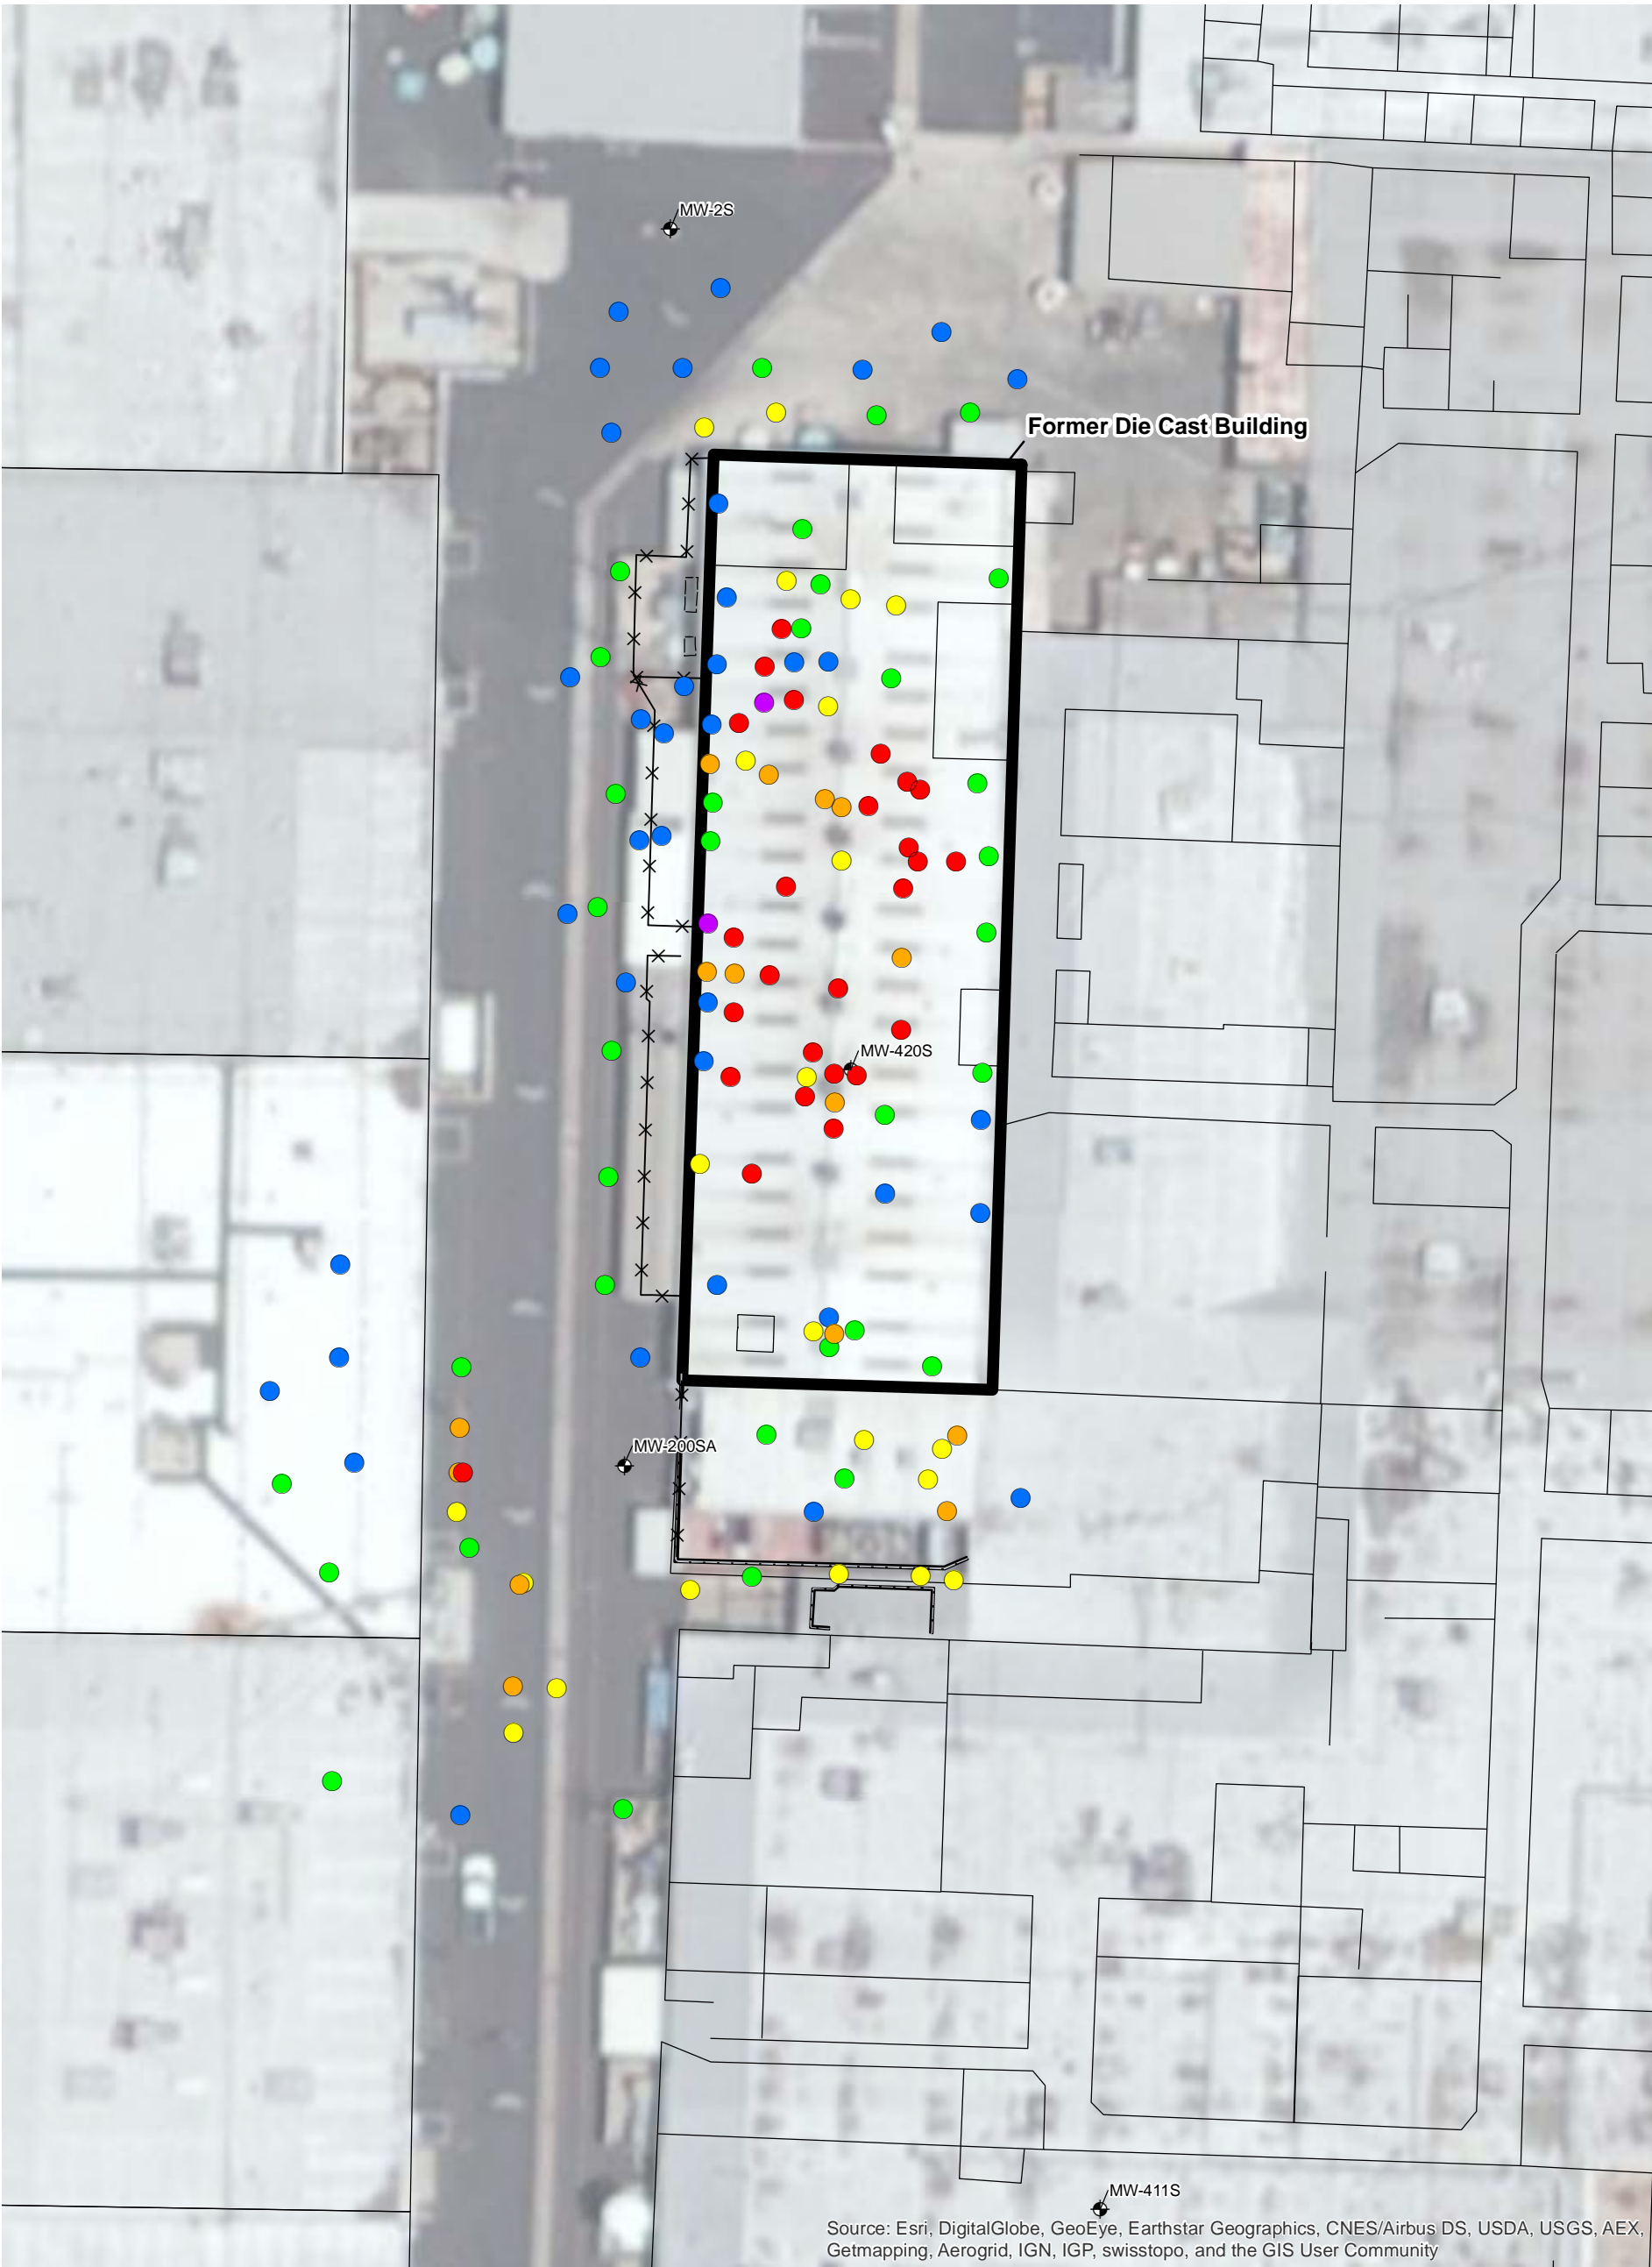 MW-2S
Former Die Cast Building
MW-420S
MW-200SA
MW-411S
Source: Esri, DigitalGlobe, GeoEye, Earthstar Geographics, CNES/Airbus DS, USDA, USGS, AEX,
Getmapping, Aerogrid, IGN, IGP, swisstopo, and the GIS User Community